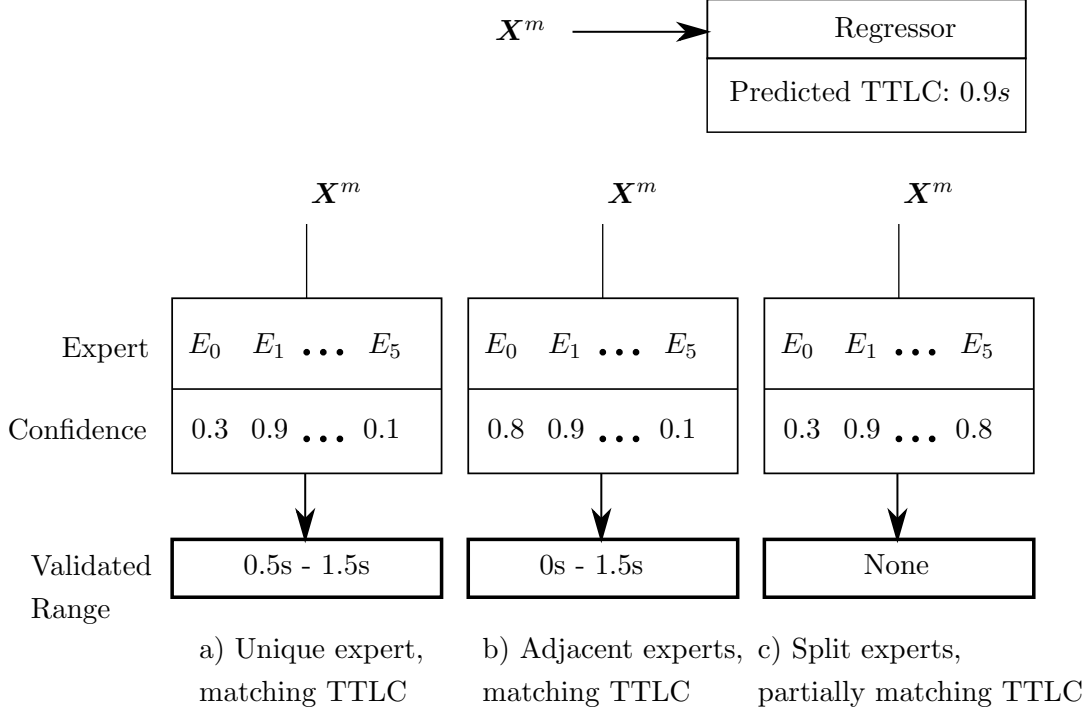 X^m
Regressor
Predicted TTLC: 0.9s
X^m X^m X^m
Expert E_0 E_1 ... E_5 E_0 E_1 ... E_5 E_0 E_1 ... E_5
Confidence 0.3 0.9 ... 0.1 0.8 0.9 ... 0.1 0.3 0.9 ... 0.8
Validated Range
0.5s - 1.5s 0s - 1.5s None
a) Unique expert,
matching TTLC
b) Adjacent experts,
matching TTLC
c) Split experts,
partially matching TTLC